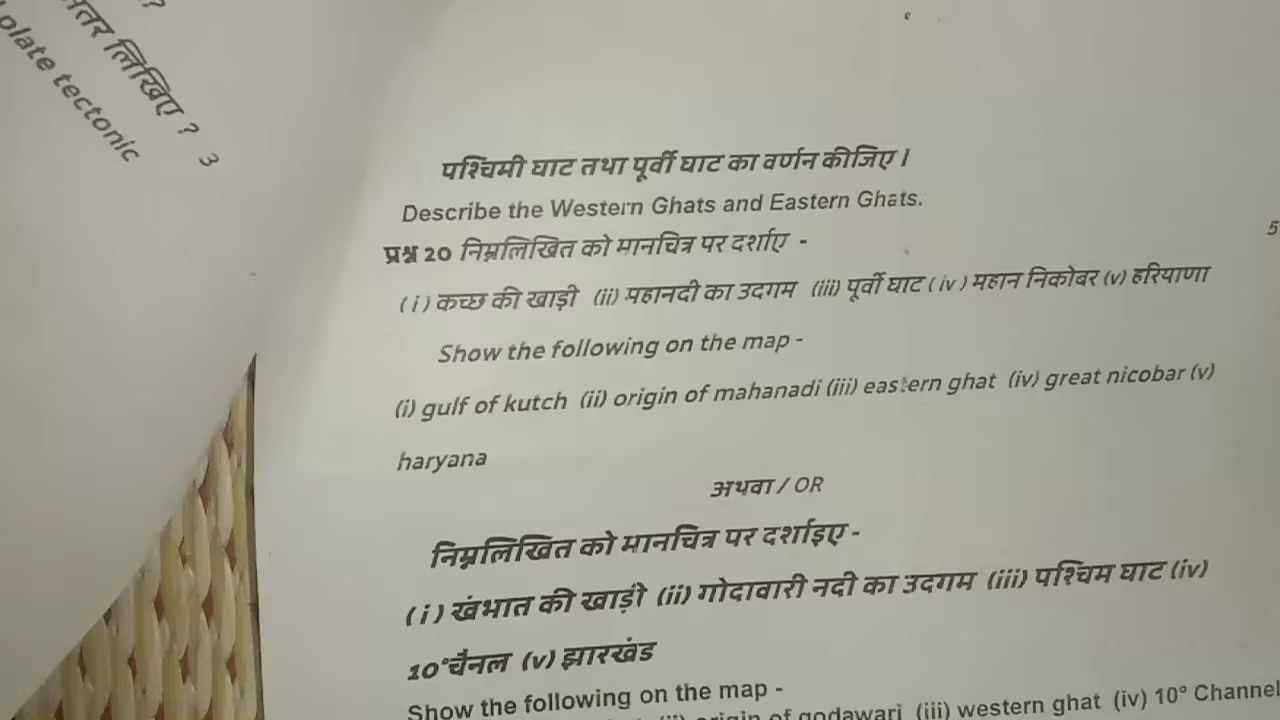 ?
अंतर लिखिए ? 3
plate tectonic
पश्चिमी घाट तथा पूर्वी घाट का वर्णन कीजिए ।
Describe the Western Ghats and Eastern Ghats.
प्रश्न 20 निम्नलिखित को मानचित्र पर दर्शाए -
5
( i ) कच्छ की खाड़ी (ii) महानदी का उदगम (iii) पूर्वी घाट ( iv ) महान निकोबर (v) हरियाणा
Show the following on the map -
(i) gulf of kutch (ii) origin of mahanadi (iii) eastern ghat (iv) great nicobar (v)
haryana
अथवा / OR
निम्नलिखित को मानचित्र पर दर्शाइए -
( i ) खंभात की खाड़ी (ii) गोदावारी नदी का उदगम (iii) पश्चिम घाट (iv)
10°चैनल (v) झारखंड
Show the following on the map -
(ii) origin of godawari (iii) western ghat (iv) 10° Channel